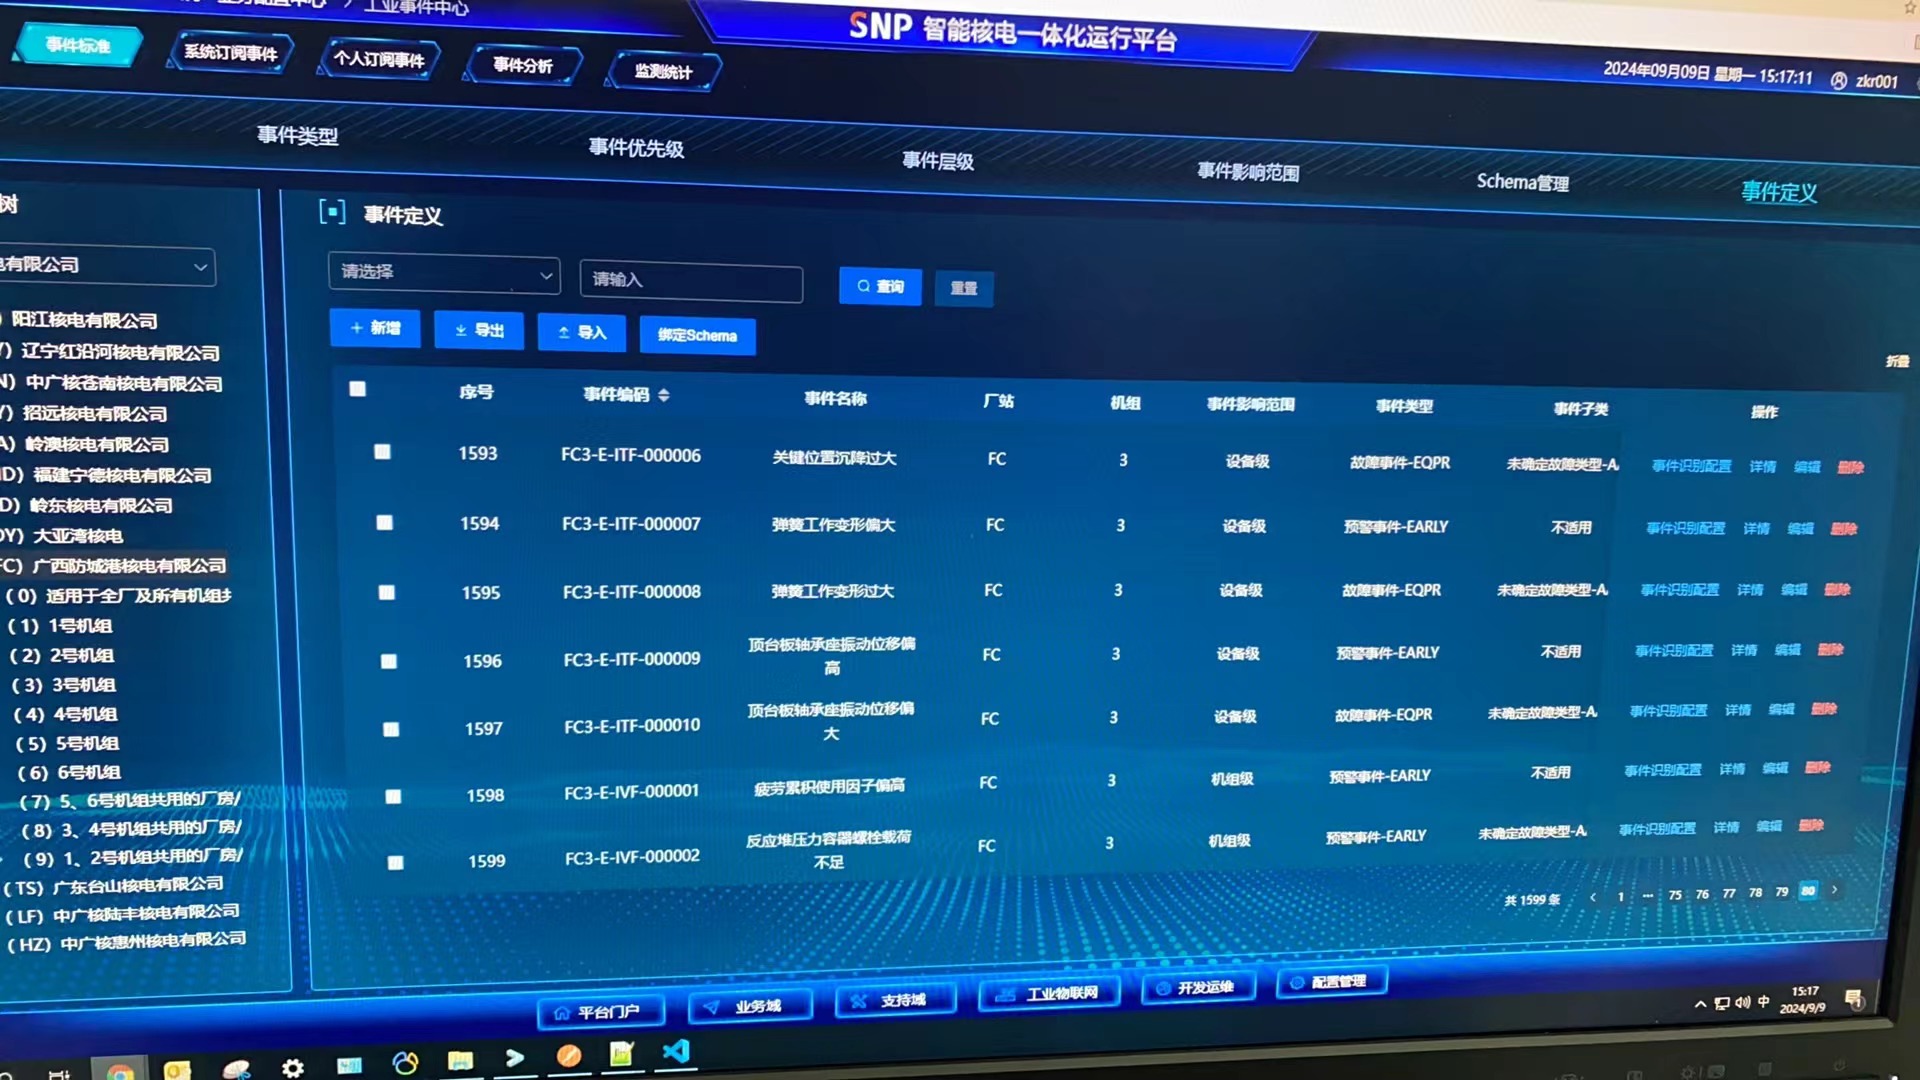 工业事件中心
SNP 智能核电一体化运行平台
事件标准 系统订阅事件 个人订阅事件 事件分析 监测统计
2024年09月09日 星期一 15:17:11 zkr001
事件类型 事件优先级 事件层级 事件影响范围 Schema管理 事件定义
树
有限公司
阳江核电有限公司
) 辽宁红沿河核电有限公司
N) 中广核苍南核电有限公司
) 招远核电有限公司
A) 岭澳核电有限公司
ND) 福建宁德核电有限公司
D) 岭东核电有限公司
DY) 大亚湾核电
FC) 广西防城港核电有限公司
(0) 适用于全厂及所有机组
(1) 1号机组
(2) 2号机组
(3) 3号机组
(4) 4号机组
(5) 5号机组
(6) 6号机组
(7) 5、6号机组共用的厂房/
(8) 3、4号机组共用的厂房/
(9) 1、2号机组共用的厂房/
(TS) 广东台山核电有限公司
(LF) 中广核陆丰核电有限公司
(HZ) 中广核惠州核电有限公司
事件定义
请选择 请输入 查询 重置
+ 新增 导出 导入 绑定Schema
折叠
序号 事件编码 事件名称 厂站 机组 事件影响范围 事件类型 事件子类 操作
1593 FC3-E-ITF-000006 关键位置沉降过大 FC 3 设备级 故障事件-EQPR 未确定故障类型-A 事件识别配置 详情 编辑 删除
1594 FC3-E-ITF-000007 弹簧工作变形偏大 FC 3 设备级 预警事件-EARLY 不适用 事件识别配置 详情 编辑 删除
1595 FC3-E-ITF-000008 弹簧工作变形过大 FC 3 设备级 故障事件-EQPR 未确定故障类型-A 事件识别配置 详情 编辑 删除
1596 FC3-E-ITF-000009 顶台板轴承座振动位移偏高 FC 3 设备级 预警事件-EARLY 不适用 事件识别配置 详情 编辑 删除
1597 FC3-E-ITF-000010 顶台板轴承座振动位移偏大 FC 3 设备级 故障事件-EQPR 未确定故障类型-A 事件识别配置 详情 编辑 删除
1598 FC3-E-IVF-000001 疲劳累积使用因子偏高 FC 3 机组级 预警事件-EARLY 不适用 事件识别配置 详情 编辑 删除
1599 FC3-E-IVF-000002 反应堆压力容器螺栓载荷不足 FC 3 机组级 预警事件-EARLY 未确定故障类型-A 事件识别配置 详情 编辑 删除
共 1599 条 < 1 ... 75 76 77 78 79 80 >
平台门户 业务域 支持域 工业物联网 开发运维 配置管理
中 15:17
2024/9/9